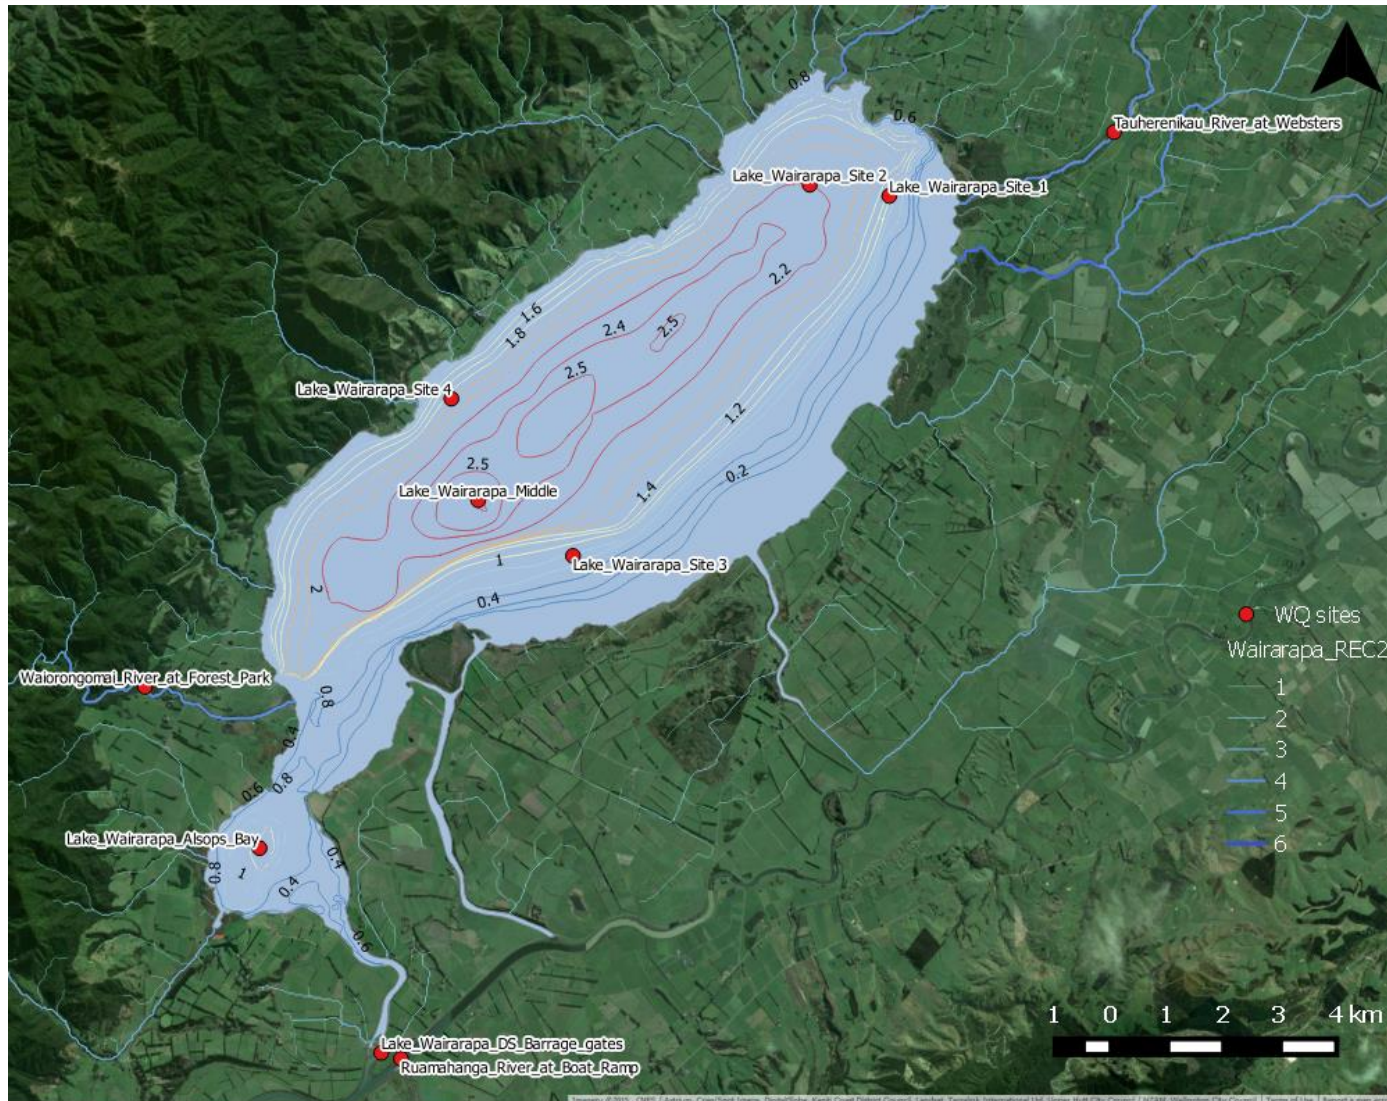 0.8
0.6
Tauherenikau_River_at_Websters
Lake_Wairarapa_Site 2
Lake_Wairarapa_Site_1
2.2
1.6
1.8
2.4
2.5
2.5
Lake_Wairarapa_Site 4
1.2
2.5
0.2
Lake_Wairarapa_Middle
1.4
1
Lake_Wairarapa_Site 3
2
0.4
WQ sites
Wairarapa_REC2
Waiorongomai_River_at_Forest_Park
1
0.8
2
0.4
3
0.8
0.6
4
5
Lake_Wairarapa_Alsops_Bay
6
0.4
0.8
1
0.4
0.6
1 0 1 2 3 4 km
Lake_Wairarapa_DS_Barrage_gates
Ruamahanga_River_at_Boat_Ramp